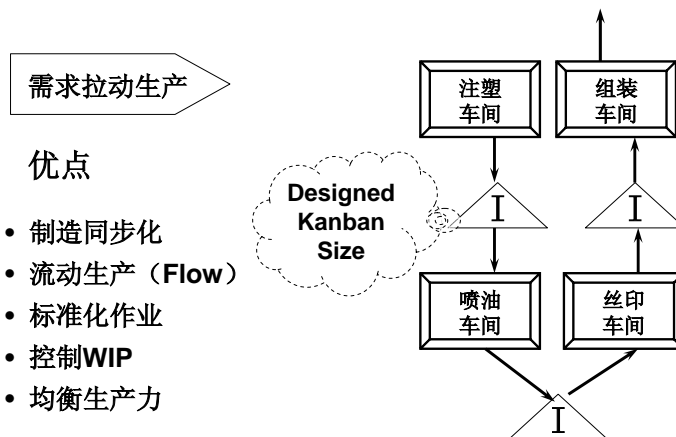 需求拉动生产
优点
• 制造同步化
• 流动生产（Flow）
• 标准化作业
• 控制WIP
• 均衡生产力
Designed
Kanban
Size
注塑
车间
组装
车间
I
I
喷油
车间
丝印
车间
I